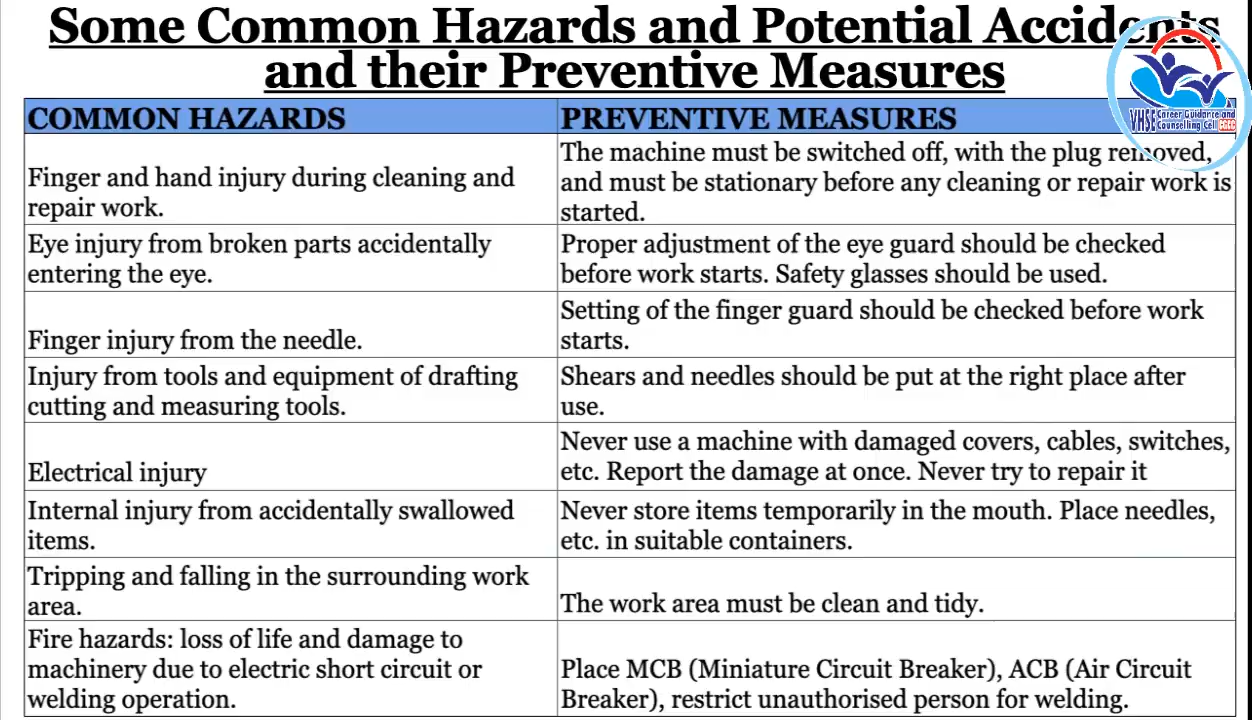 Some Common Hazards and Potential Accidents
and their Preventive Measures
COMMON HAZARDS
PREVENTIVE MEASURES
Finger and hand injury during cleaning and
repair work.
The machine must be switched off, with the plug removed,
and must be stationary before any cleaning or repair work is
started.
Eye injury from broken parts accidentally
entering the eye.
Proper adjustment of the eye guard should be checked
before work starts. Safety glasses should be used.
Finger injury from the needle.
Setting of the finger guard should be checked before work
starts.
Injury from tools and equipment of drafting
cutting and measuring tools.
Shears and needles should be put at the right place after
use.
Electrical injury
Never use a machine with damaged covers, cables, switches,
etc. Report the damage at once. Never try to repair it
Internal injury from accidentally swallowed
items.
Never store items temporarily in the mouth. Place needles,
etc. in suitable containers.
Tripping and falling in the surrounding work
area.
The work area must be clean and tidy.
Fire hazards: loss of life and damage to
machinery due to electric short circuit or
welding operation.
Place MCB (Miniature Circuit Breaker), ACB (Air Circuit
Breaker), restrict unauthorised person for welding.
VHSE Career Guidance and
Counselling Cell CGCC